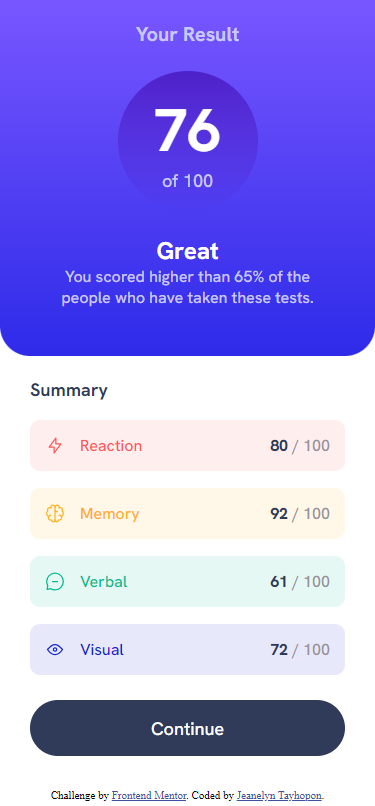 Your Result
76
of 100
Great
You scored higher than 65% of the
people who have taken these tests.
Summary
Reaction 80 / 100
Memory 92 / 100
Verbal 61 / 100
Visual 72 / 100
Continue
Challenge by Frontend Mentor. Coded by Jeanelyn Tayhopon.